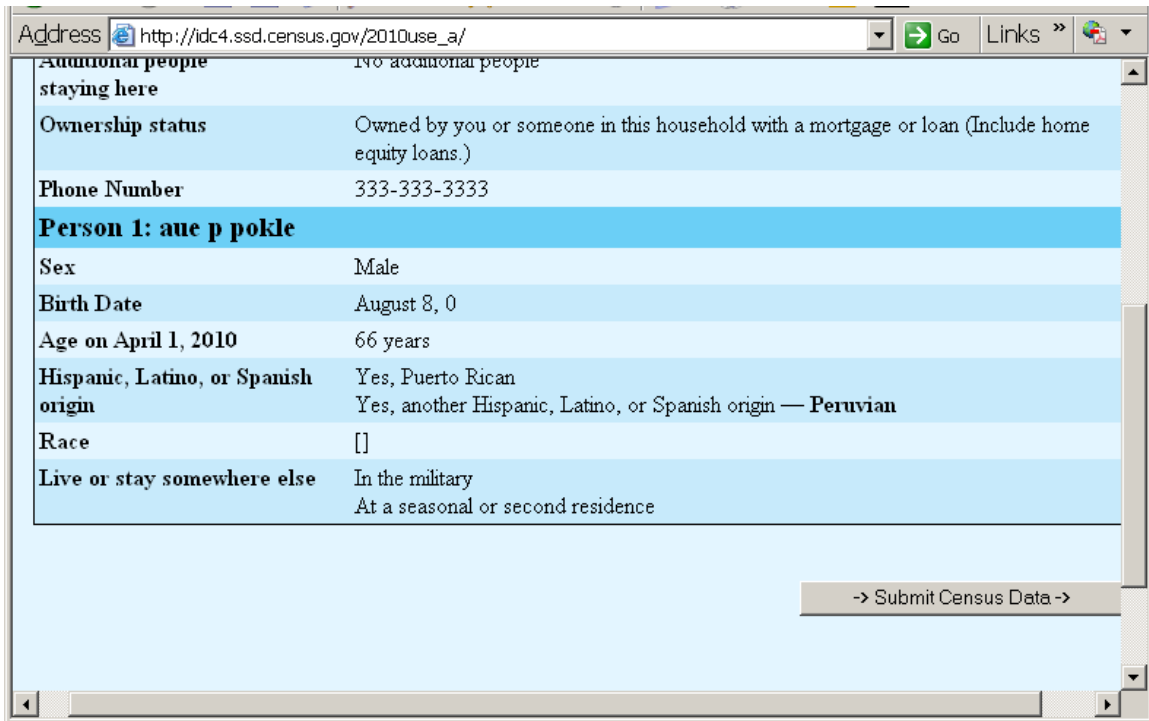 Address http://idc4.ssd.census.gov/2010use_a/ Go Links »
Additional people No additional people
staying here
Ownership status Owned by you or someone in this household with a mortgage or loan (Include home
equity loans.)
Phone Number 333-333-3333
Person 1: aue p pokle
Sex Male
Birth Date August 8, 0
Age on April 1, 2010 66 years
Hispanic, Latino, or Spanish Yes, Puerto Rican
origin Yes, another Hispanic, Latino, or Spanish origin — Peruvian
Race []
Live or stay somewhere else In the military
At a seasonal or second residence
-> Submit Census Data ->